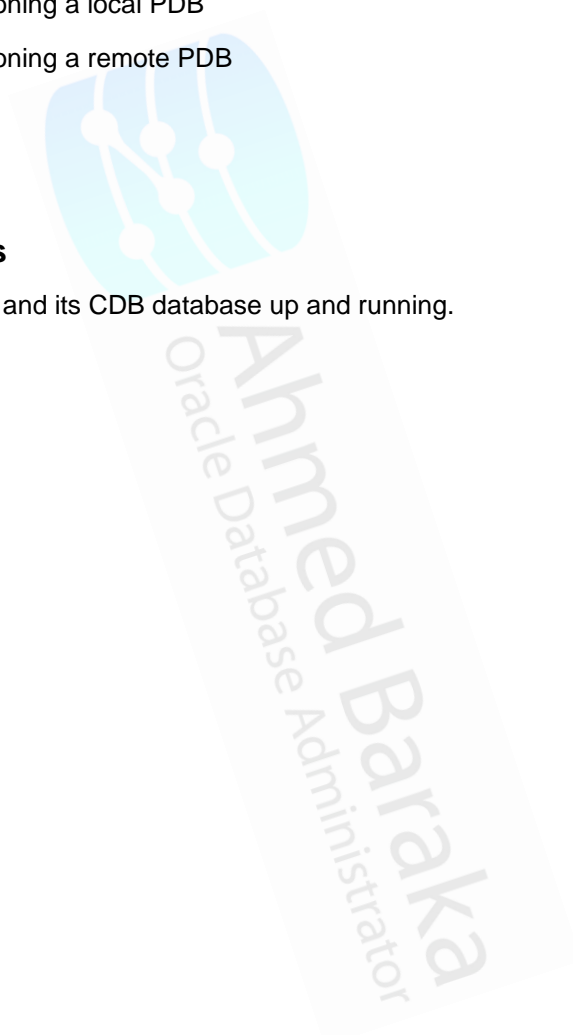 oning a local PDB
oning a remote PDB
s
and its CDB database up and running.
Ahmed Baraka
Oracle Database Administrator